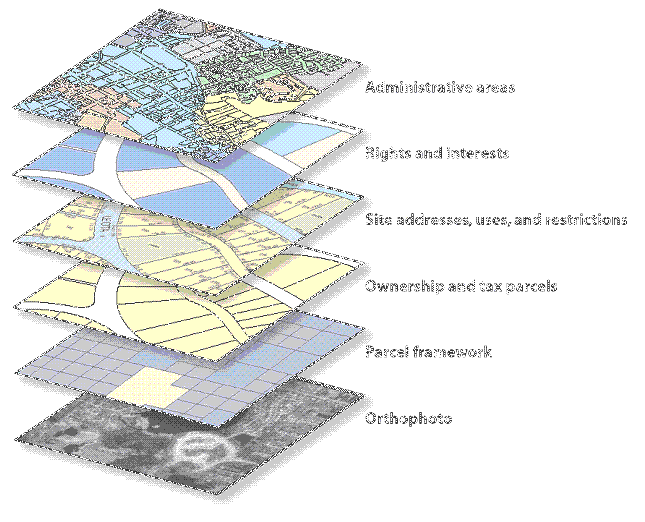 Administrative areas
Rights and interests
Site addresses, uses, and restrictions
Ownership and tax parcels
Parcel framework
Orthophoto